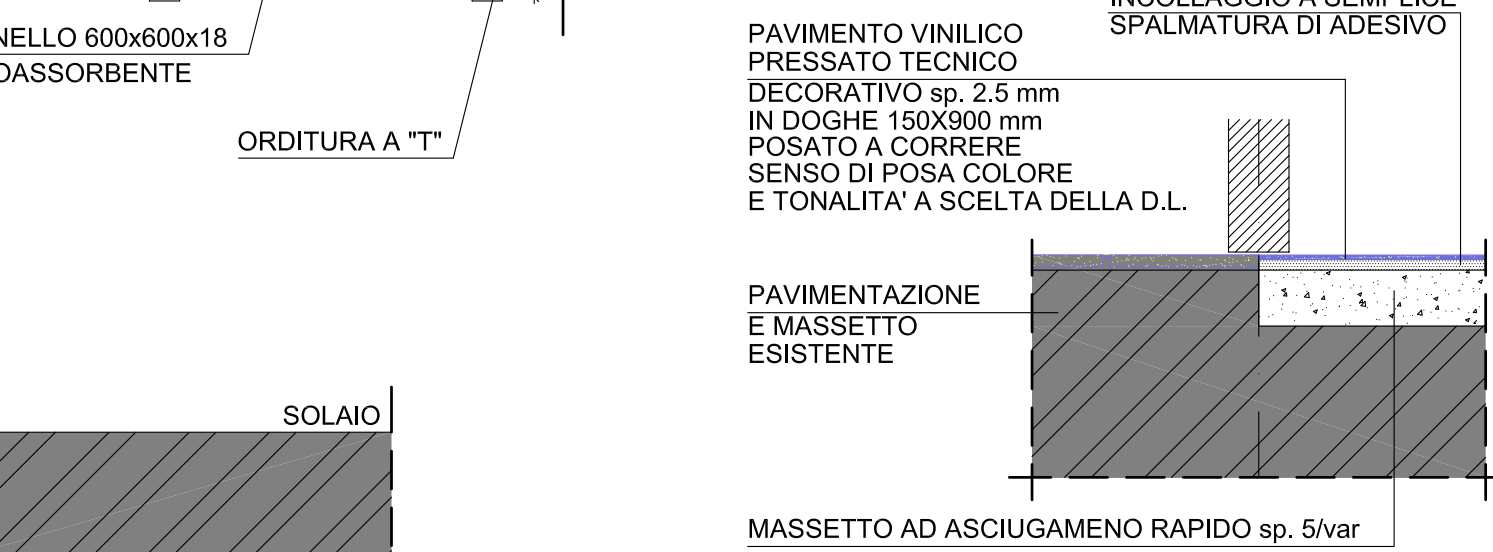 600x600x18
ORDITURA A "T"
SOLAIO
INCOLLAGGIO A SEMPLICE
SPALMATURA DI ADESIVO
PAVIMENTO VINILICO
PRESSATO TECNICO
DECORATIVO sp. 2.5 mm
IN DOGHE 150X900 mm
POSATO A CORRERE
SENSO DI POSA COLORE
E TONALITA' A SCELTA DELLA D.L.
PAVIMENTAZIONE
E MASSETTO
ESISTENTE
MASSETTO AD ASCIUGAMENO RAPIDO sp. 5/var